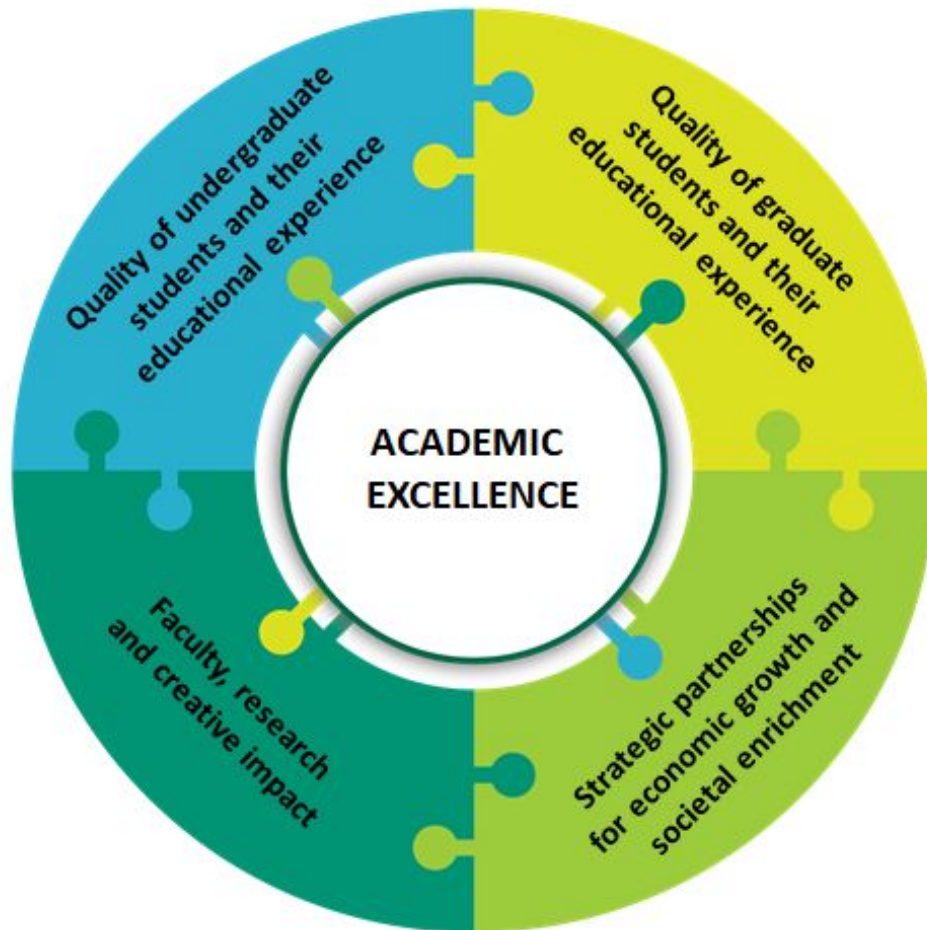 Quality of undergraduate
students and their
educational experience
Quality of graduate
students and their
educational experience
ACADEMIC
EXCELLENCE
Faculty, research
and creative impact
Strategic partnerships
for economic growth and
societal enrichment